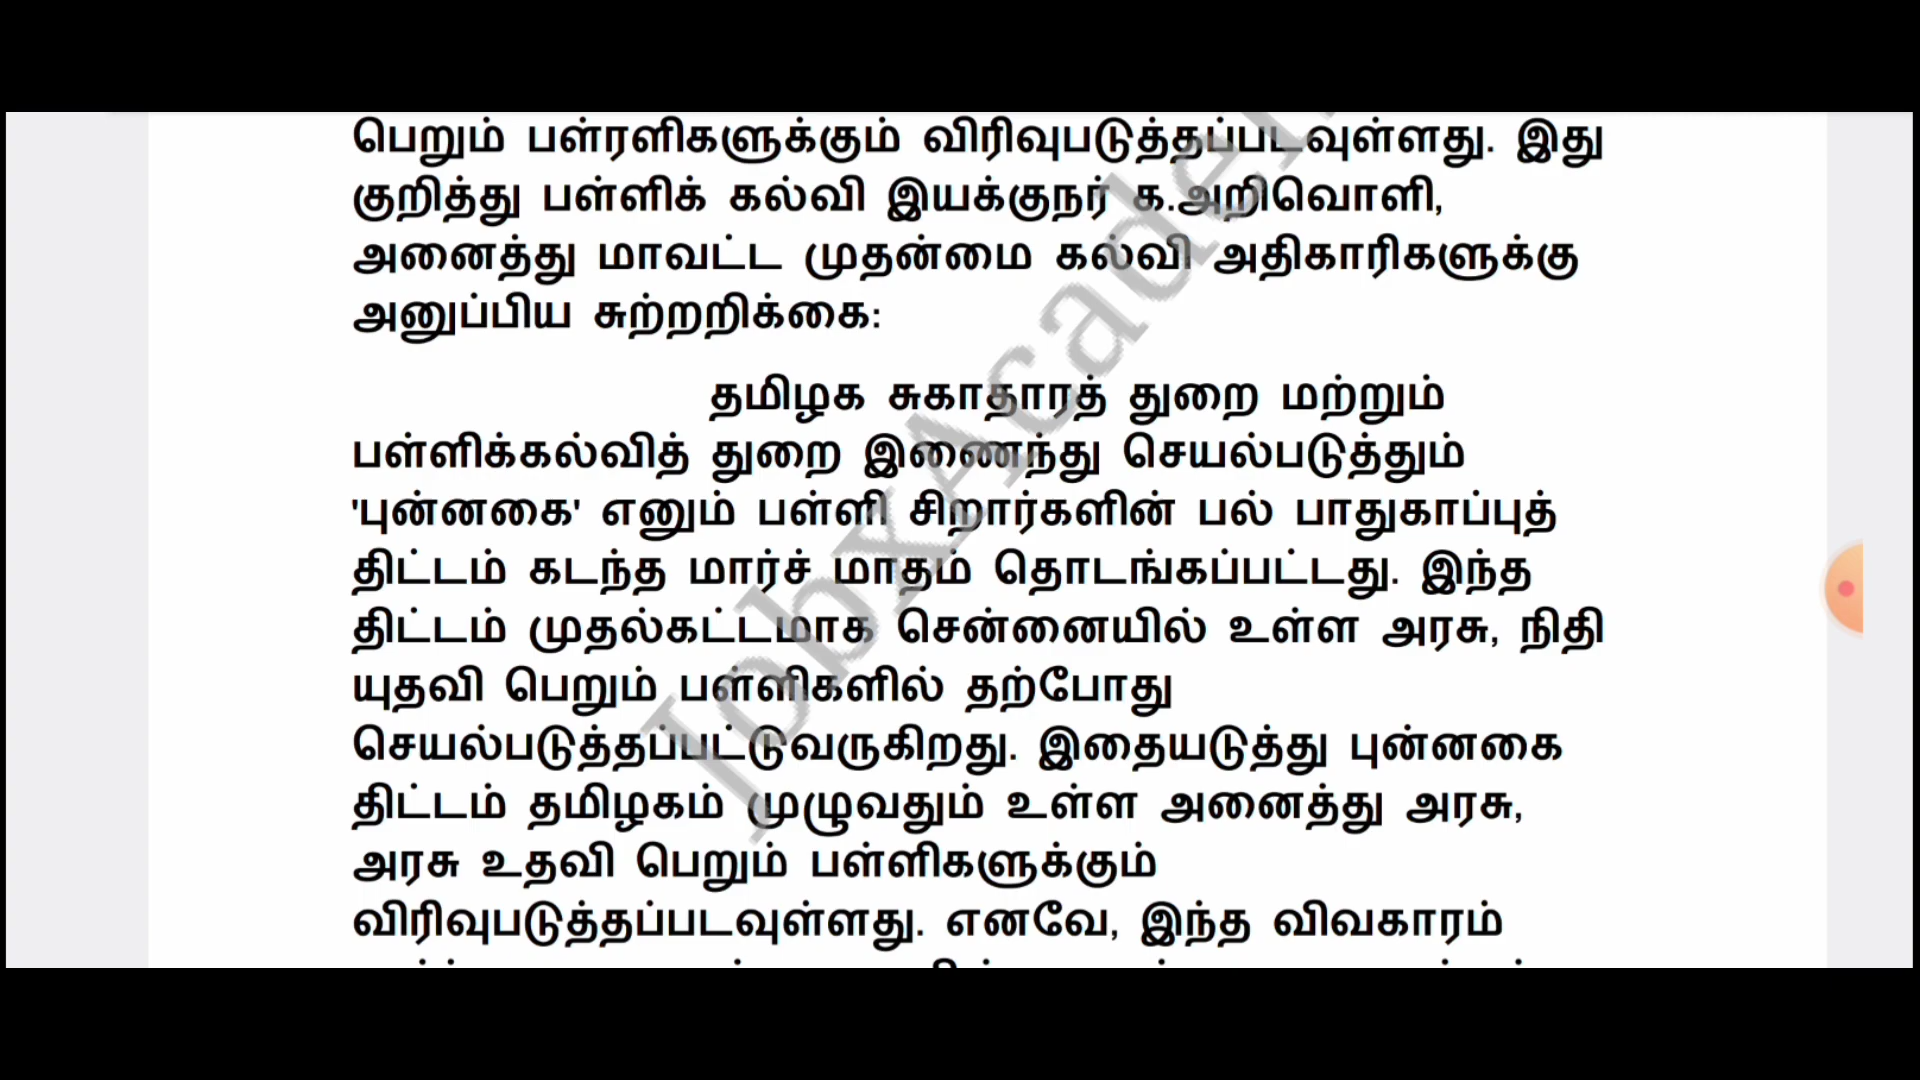 பெறும் பள்ரளிகளுக்கும் விரிவுபடுத்தப்படவுள்ளது. இது
குறித்து பள்ளிக் கல்வி இயக்குநர் க.அறிவொளி,
அனைத்து மாவட்ட முதன்மை கல்வி அதிகாரிகளுக்கு
அனுப்பிய சுற்றறிக்கை:
தமிழக சுகாதாரத் துறை மற்றும்
பள்ளிக்கல்வித் துறை இணைந்து செயல்படுத்தும்
'புன்னகை' எனும் பள்ளி சிறார்களின் பல் பாதுகாப்புத்
திட்டம் கடந்த மார்ச் மாதம் தொடங்கப்பட்டது. இந்த
திட்டம் முதல்கட்டமாக சென்னையில் உள்ள அரசு, நிதி
யுதவி பெறும் பள்ளிகளில் தற்போது
செயல்படுத்தப்பட்டுவருகிறது. இதையடுத்து புன்னகை
திட்டம் தமிழகம் முழுவதும் உள்ள அனைத்து அரசு,
அரசு உதவி பெறும் பள்ளிகளுக்கும்
விரிவுபடுத்தப்படவுள்ளது. எனவே, இந்த விவகாரம்
JobxAcadem